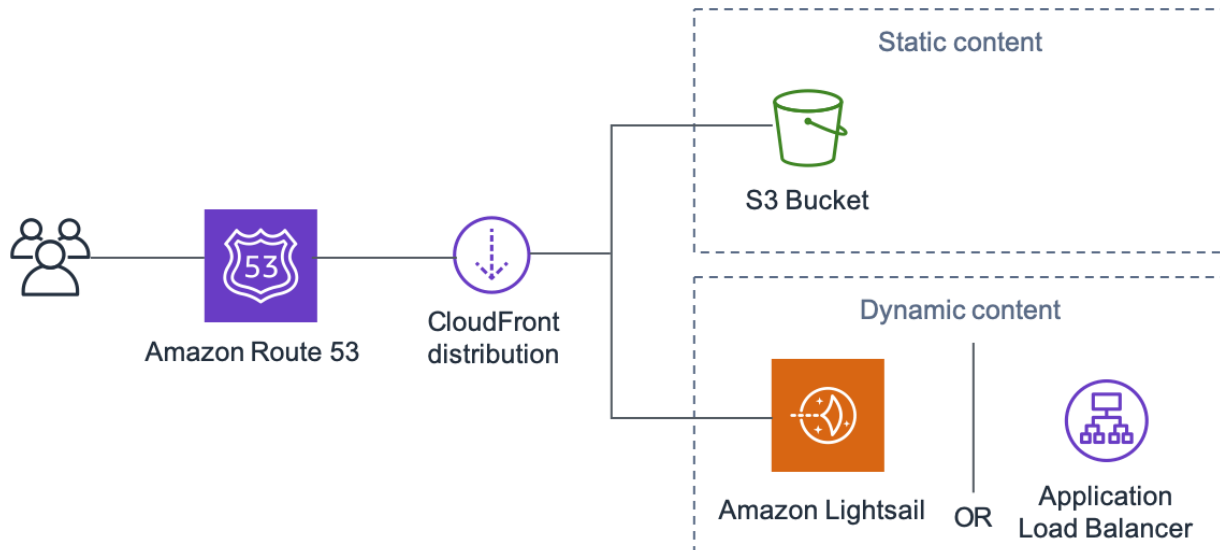 Static content
S3 Bucket
53
Amazon Route 53
CloudFront
distribution
Dynamic content
Amazon Lightsail
OR
Application
Load Balancer